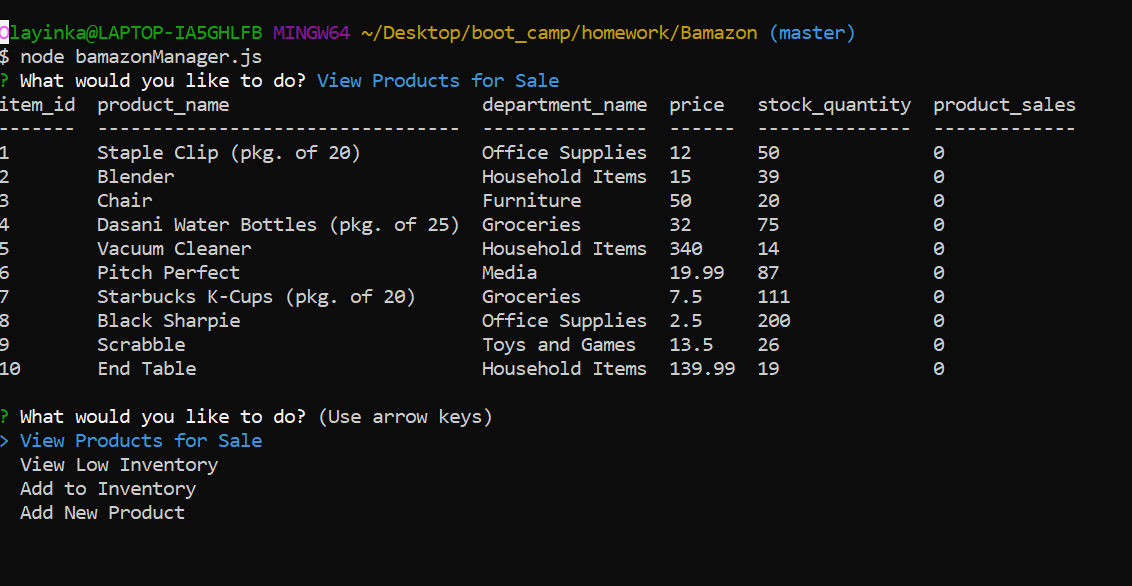 Olayinka@LAPTOP-IA5GHLFB MINGW64 ~/Desktop/boot_camp/homework/Bamazon (master)
$ node bamazonManager.js
? What would you like to do? View Products for Sale
item_id  product_name                       department_name  price   stock_quantity  product_sales
-------  ---------------------------------  ---------------  ------  --------------  -------------
1        Staple Clip (pkg. of 20)           Office Supplies  12      50              0
2        Blender                            Household Items  15      39              0
3        Chair                              Furniture        50      20              0
4        Dasani Water Bottles (pkg. of 25)  Groceries        32      75              0
5        Vacuum Cleaner                     Household Items  340     14              0
6        Pitch Perfect                      Media            19.99   87              0
7        Starbucks K-Cups (pkg. of 20)      Groceries        7.5     111             0
8        Black Sharpie                      Office Supplies  2.5     200             0
9        Scrabble                           Toys and Games   13.5    26              0
10       End Table                          Household Items  139.99  19              0
? What would you like to do? (Use arrow keys)
> View Products for Sale
  View Low Inventory
  Add to Inventory
  Add New Product